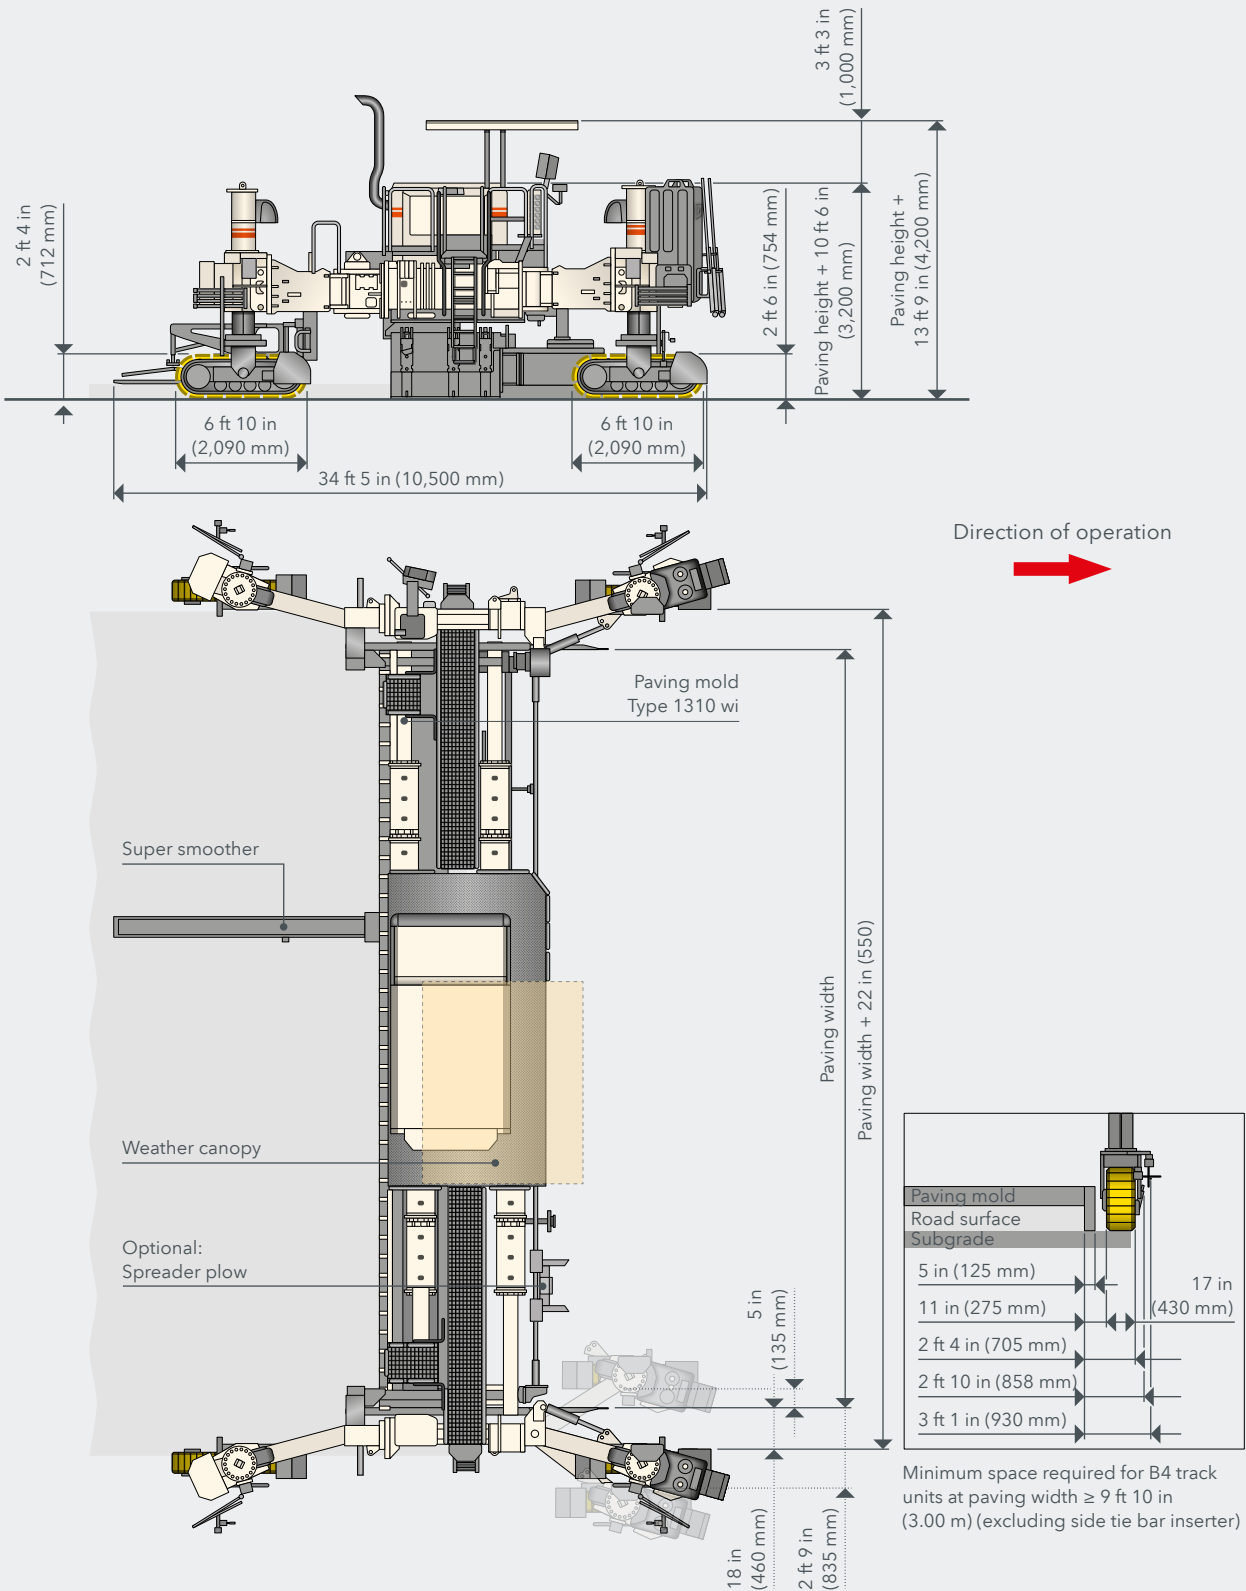 3 ft 3 in
(1,000 mm)
2 ft 4 in
(712 mm)
2 ft 6 in (754 mm)
Paving height + 10 ft 6 in
(3,200 mm)
Paving height +
13 ft 9 in (4,200 mm)
6 ft 10 in
(2,090 mm)
6 ft 10 in
(2,090 mm)
34 ft 5 in (10,500 mm)
Direction of operation
Paving mold
Type 1310 wi
Super smoother
Paving width
Paving width + 22 in (550)
Weather canopy
Optional:
Spreader plow
5 in
(135 mm)
18 in
(460 mm)
2 ft 9 in
(835 mm)
Paving mold
Road surface
Subgrade
5 in (125 mm)
17 in
(430 mm)
11 in (275 mm)
2 ft 4 in (705 mm)
2 ft 10 in (858 mm)
3 ft 1 in (930 mm)
Minimum space required for B4 track
units at paving width ≥ 9 ft 10 in
(3.00 m) (excluding side tie bar inserter)